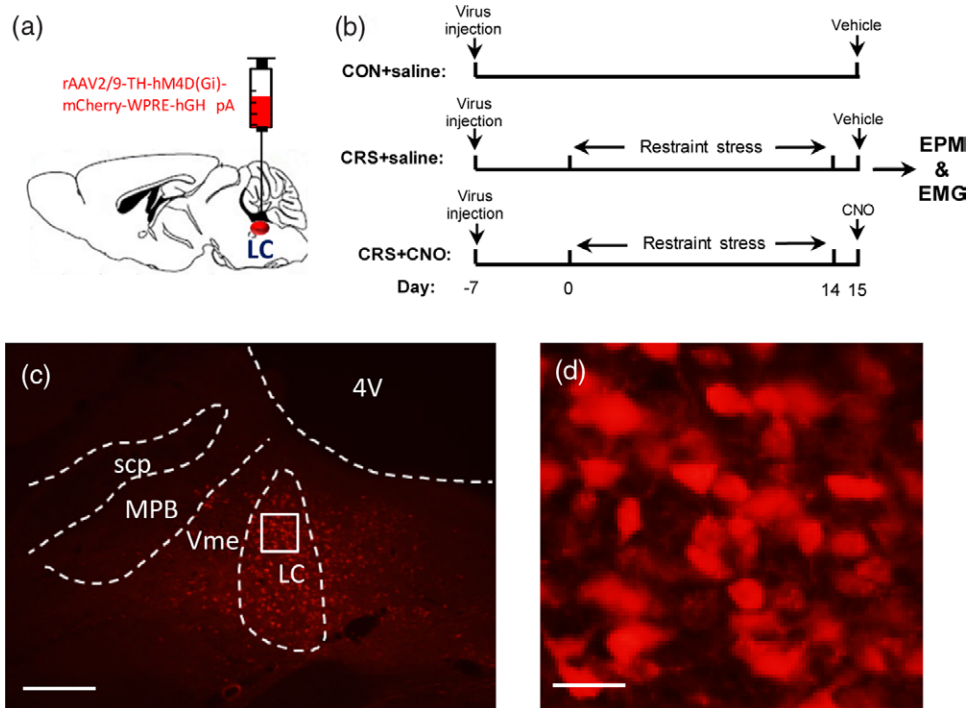 (a)
rAAV2/9-TH-hM4D(Gi)-
mCherry-WPRE-hGH pA
LC
(b)
Virus
injection
Vehicle
CON+saline:
Virus
injection
Restraint stress
Vehicle
CRS+saline:
EPM
&
EMG
Virus
injection
Restraint stress
CNO
CRS+CNO:
Day: -7 0 14 15
(c)
4V
scp
MPB
Vme
LC
(d)